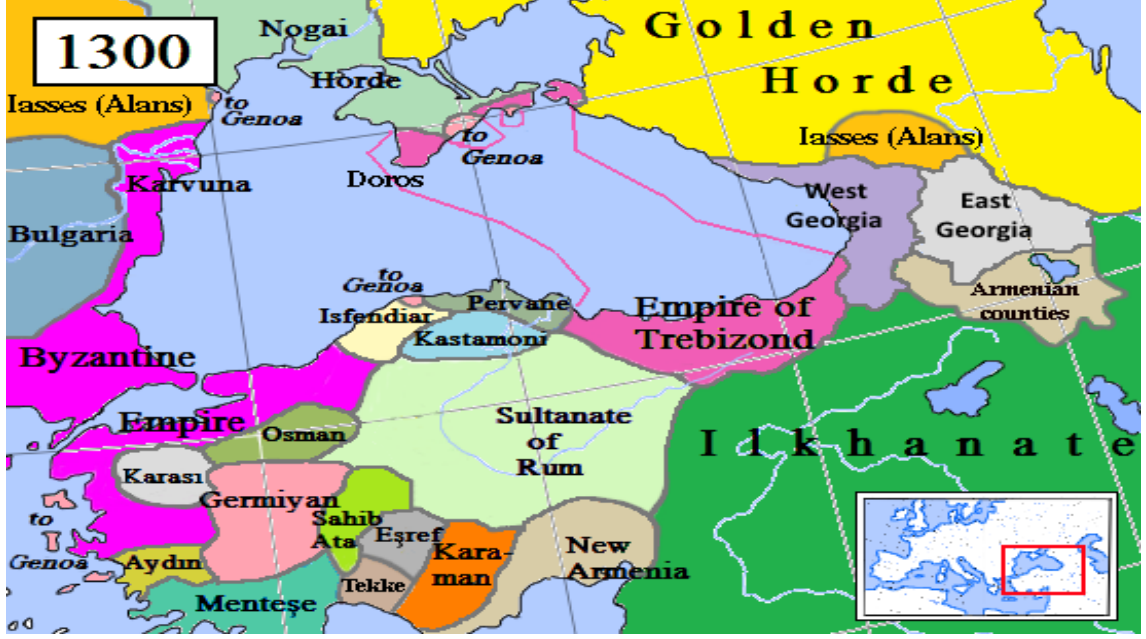 1300
Nogai
Horde
Golden
Horde
Iasses (Alans)
to
Genoa
to
Genoa
Iasses (Alans)
Karvuna
Doros
West
Georgia
East
Georgia
Bulgaria
to
Genoa
Pervane
Isfendiar
Kastamoni
Empire of
Trebizond
Armenian
counties
Byzantine
Empire
Osman
Sultanate
of
Rum
Ilkhanate
Karası
Germiyan
Sahib
Ata
Eşref
to
Genoa
Aydın
Kara-
man
New
Armenia
Tekke
Menteşe